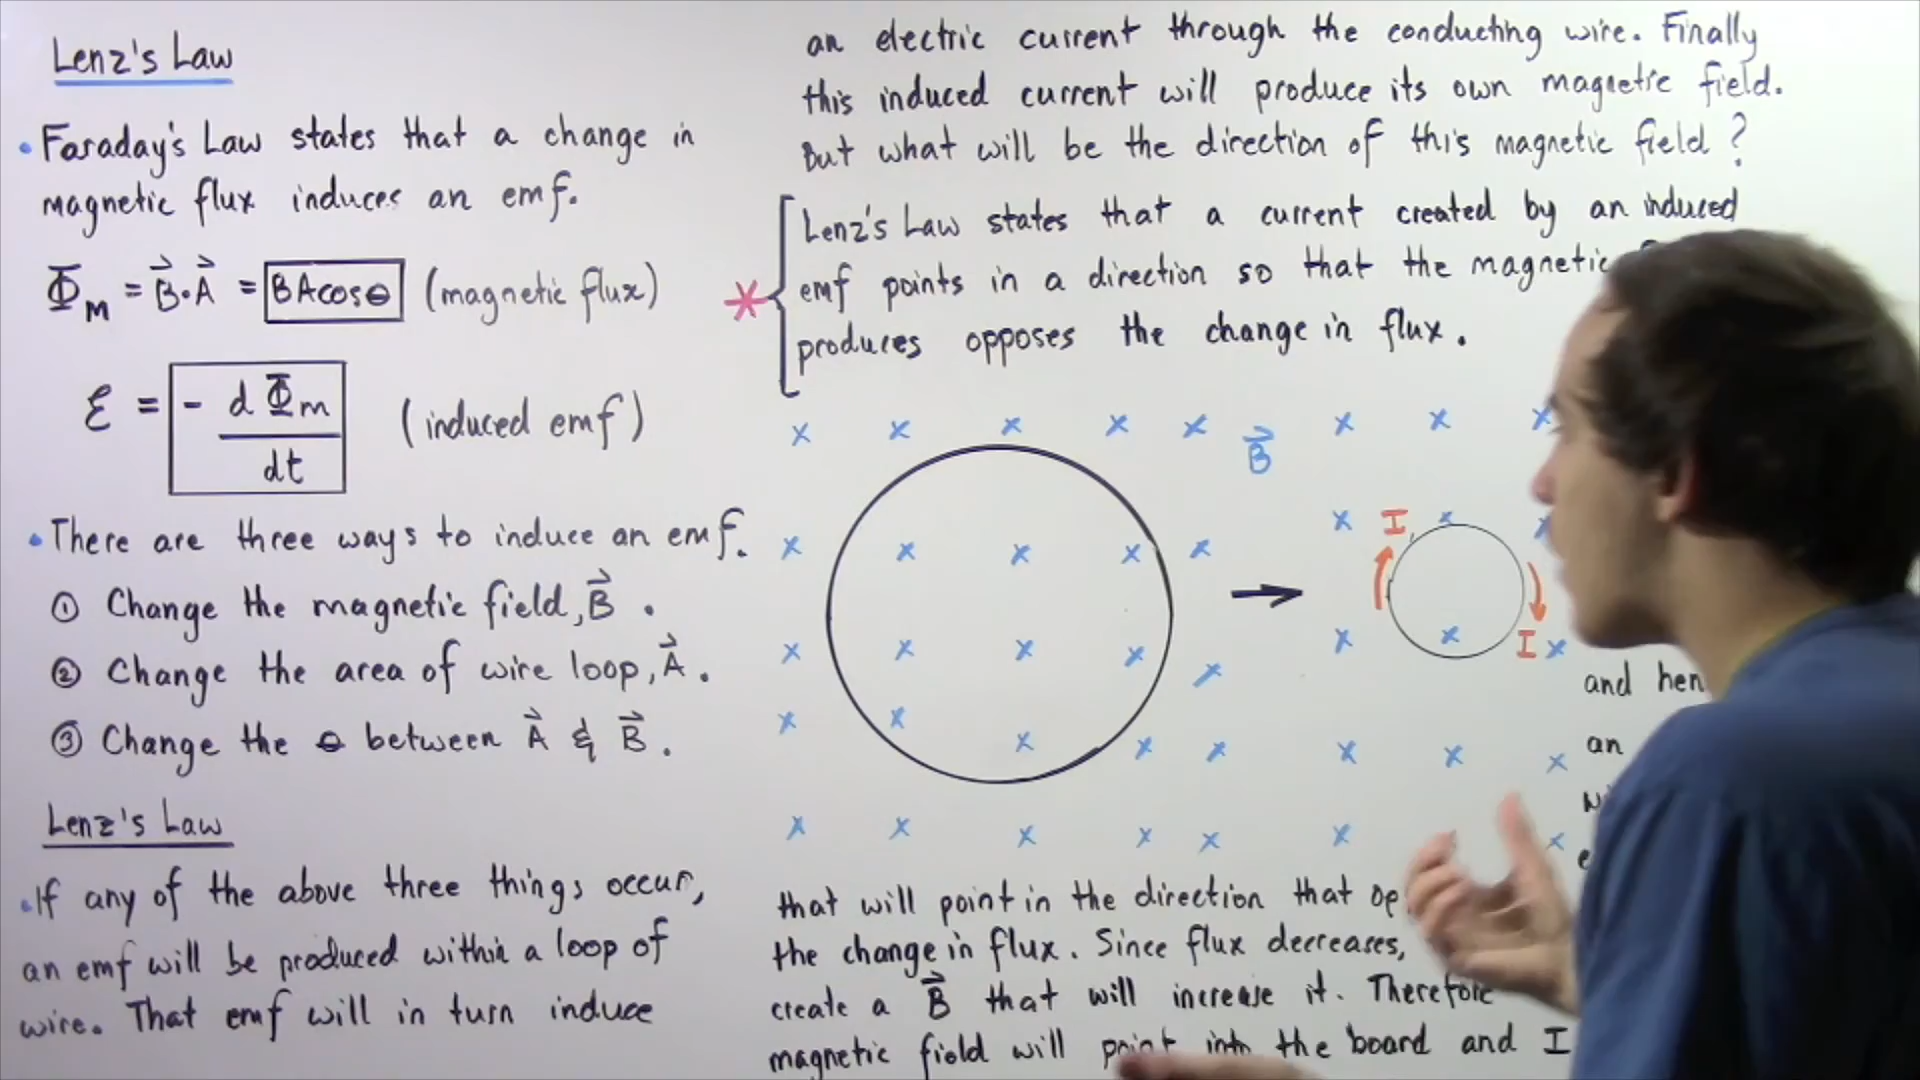 Lenz's Law
• Faraday's Law states that a change in
magnetic flux induces an emf.
Φm = B⃗·A⃗ = BAcosθ (magnetic flux)
ℰ = - dΦm/dt (induced emf)
• There are three ways to induce an emf.
① Change the magnetic field, B⃗.
② Change the area of wire loop, A⃗.
③ Change the θ between A⃗ & B⃗.
Lenz's Law
• If any of the above three things occur,
an emf will be produced within a loop of
wire. That emf will in turn induce
an electric current through the conducting wire. Finally
this induced current will produce its own magnetic field.
But what will be the direction of this magnetic field?
* Lenz's Law states that a current created by an induced
emf points in a direction so that the magnetic
produces opposes the change in flux.
B⃗
I
I
and
an
that will point in the direction that
the change in flux. Since flux decreases,
create a B⃗ that will increase it. Therefore
magnetic field will point into the board and I